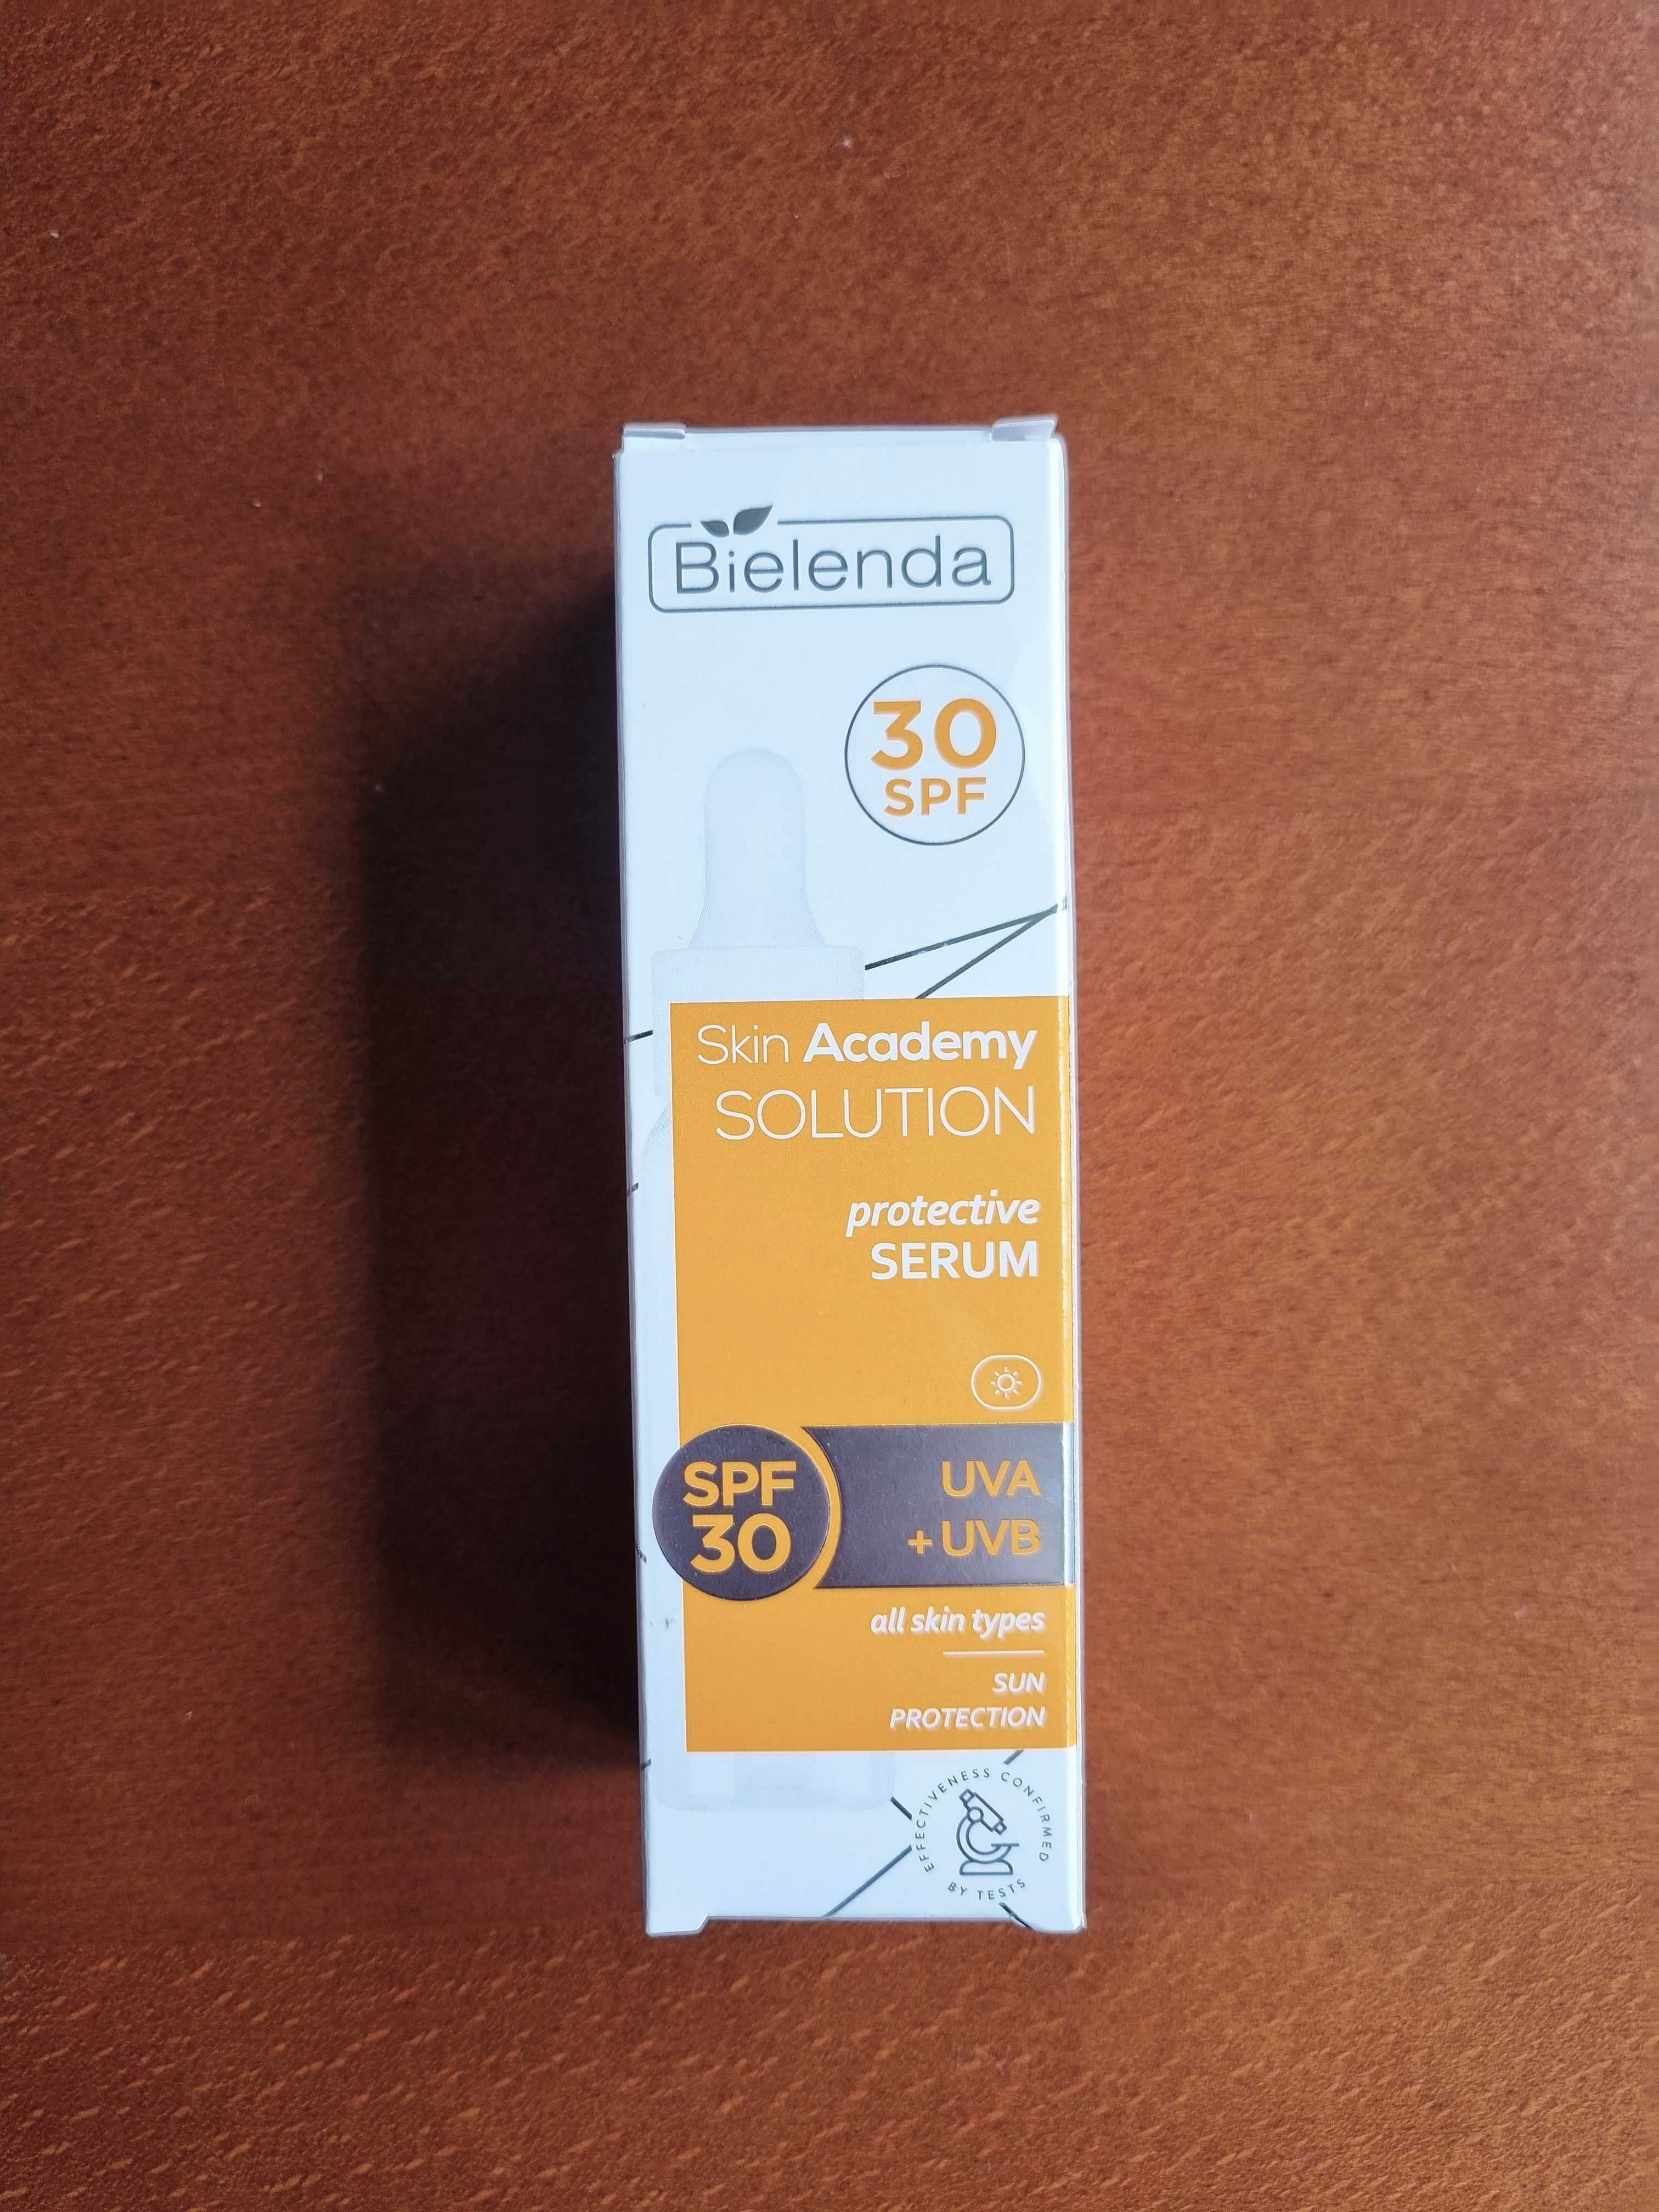 Bielenda
30
SPF
Skin Academy
SOLUTION
protective
SERUM
SPF
30
UVA
+ UVB
all skin types
SUN
PROTECTION
EFFECTIVENESS CONFIRMED
BY TESTS